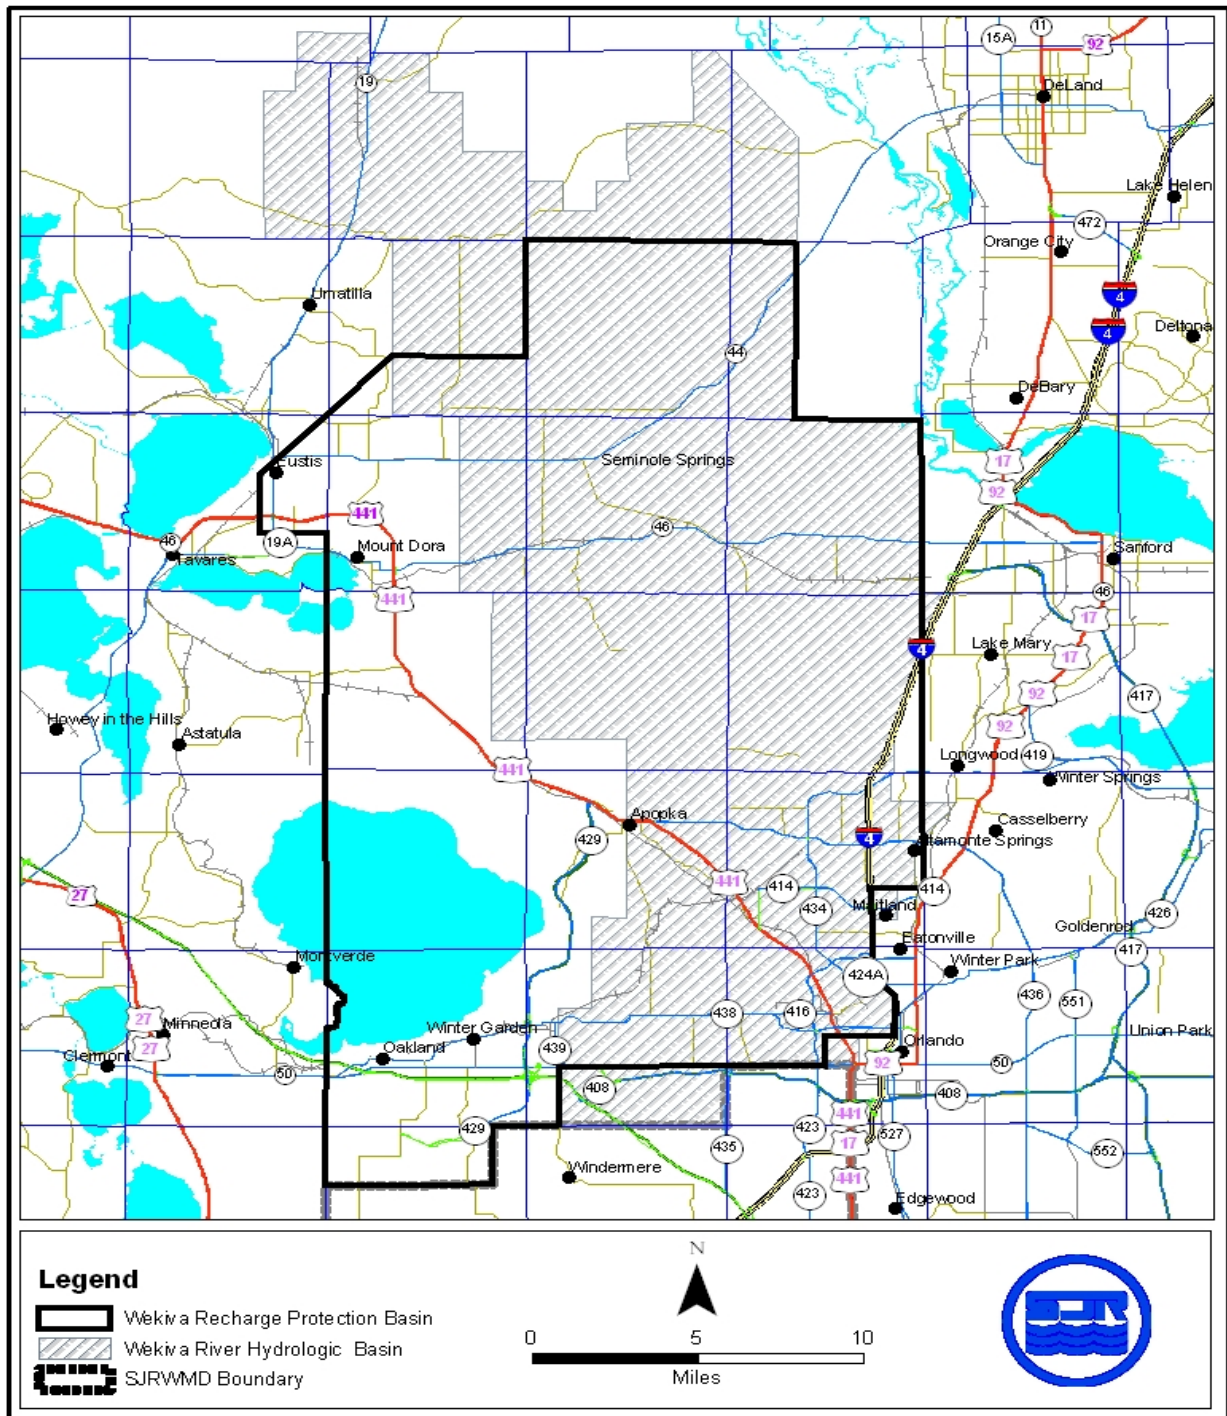 11
15A
92
19
DeLand
Lake Helen
472
Orange City
4
Umatilla
4
Deltona
44
DeBary
Eustis
Seminole Springs
17
92
441
46
46
19A
Mount Dora
Tavares
Sanford
441
46
17
4
Lake Mary
17
92
417
Howey in the Hills
92
Astatula
Longwood
419
Winter Springs
441
Apopka
429
4
Casselberry
Altamonte Springs
441
414
414
27
434
Maitland
426
Goldenrod
Eatonville
417
Montverde
424A
Winter Park
436
551
438
416
27
Minneola
Winter Garden
Union Park
27
439
Orlando
Clermont
Oakland
92
50
50
408
408
441
429
423
17
527
435
552
Windermere
441
423
Edgewood
Legend
Wekiva Recharge Protection Basin
Wekiva River Hydrologic Basin
SJRWMD Boundary
N
0 5 10
Miles
SJR